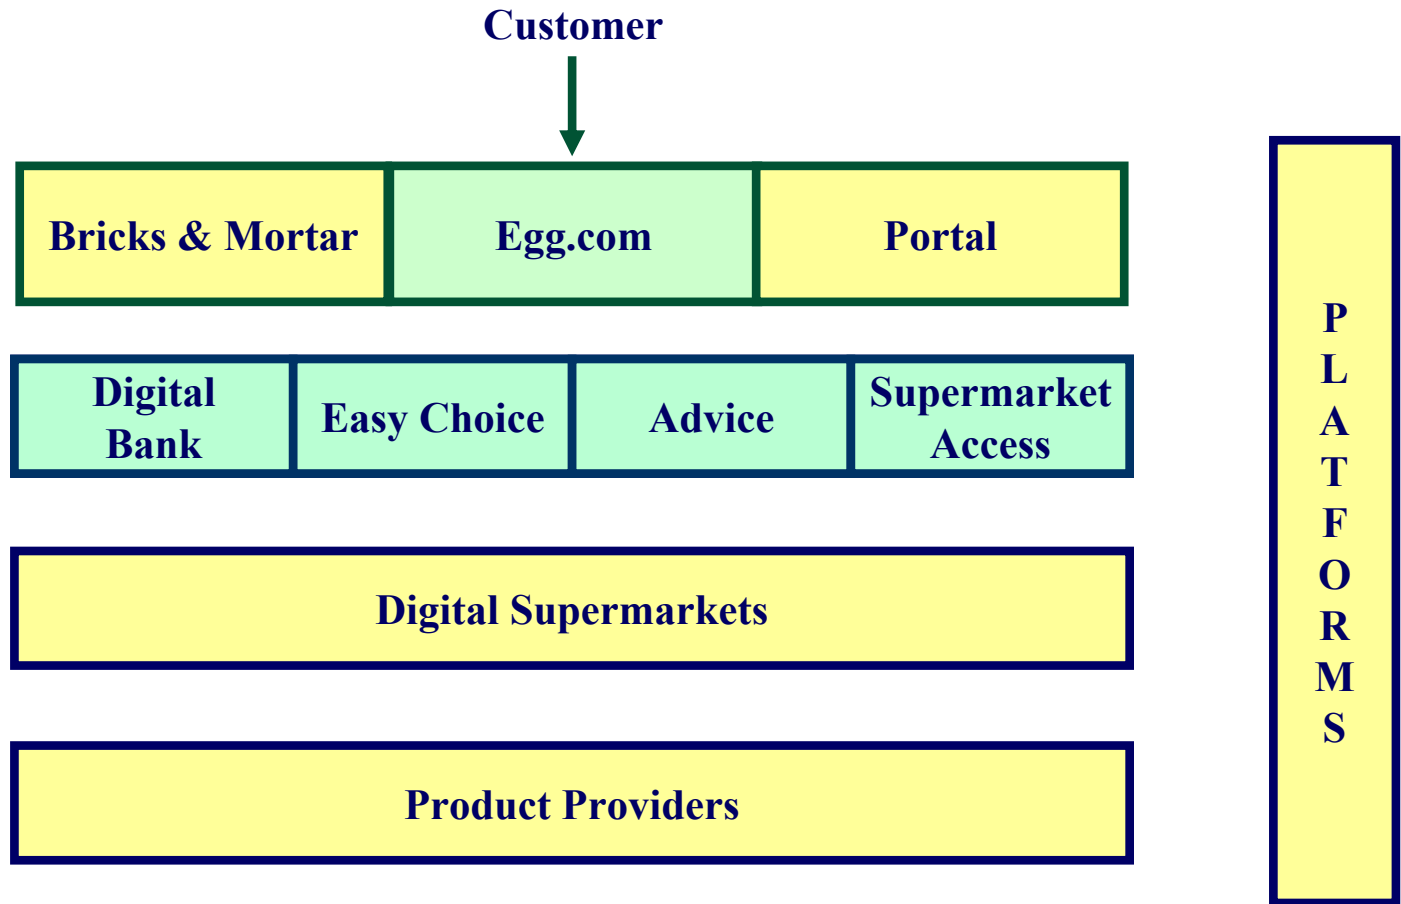 Customer
Bricks & Mortar
Egg.com
Portal
Digital
Bank
Easy Choice
Advice
Supermarket
Access
Digital Supermarkets
Product Providers
P
L
A
T
F
O
R
M
S